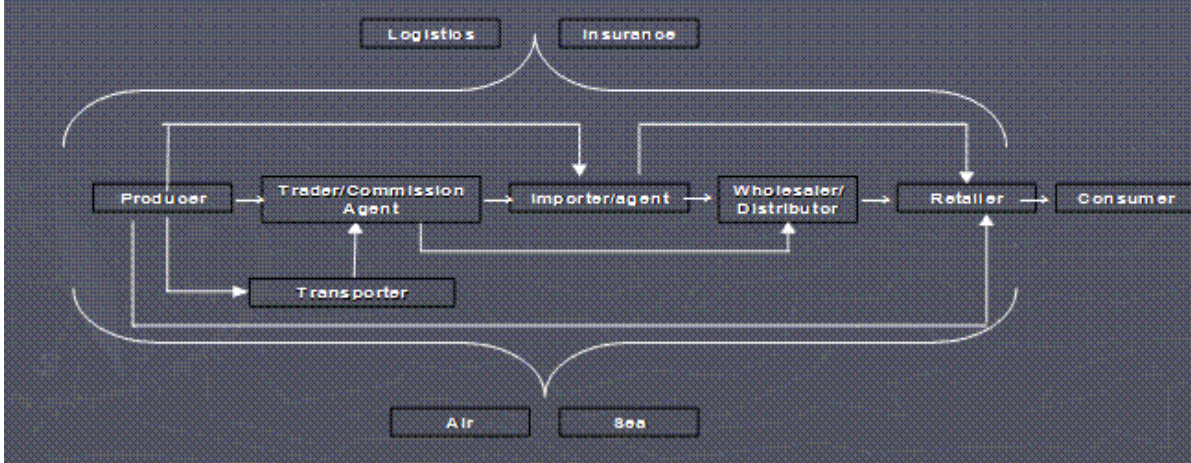 Logistics
Insurance
Producer
Trader/Commission
Agent
Importer/agent
Wholesaler/
Distributor
Retailer
Consumer
Transporter
Air
Sea